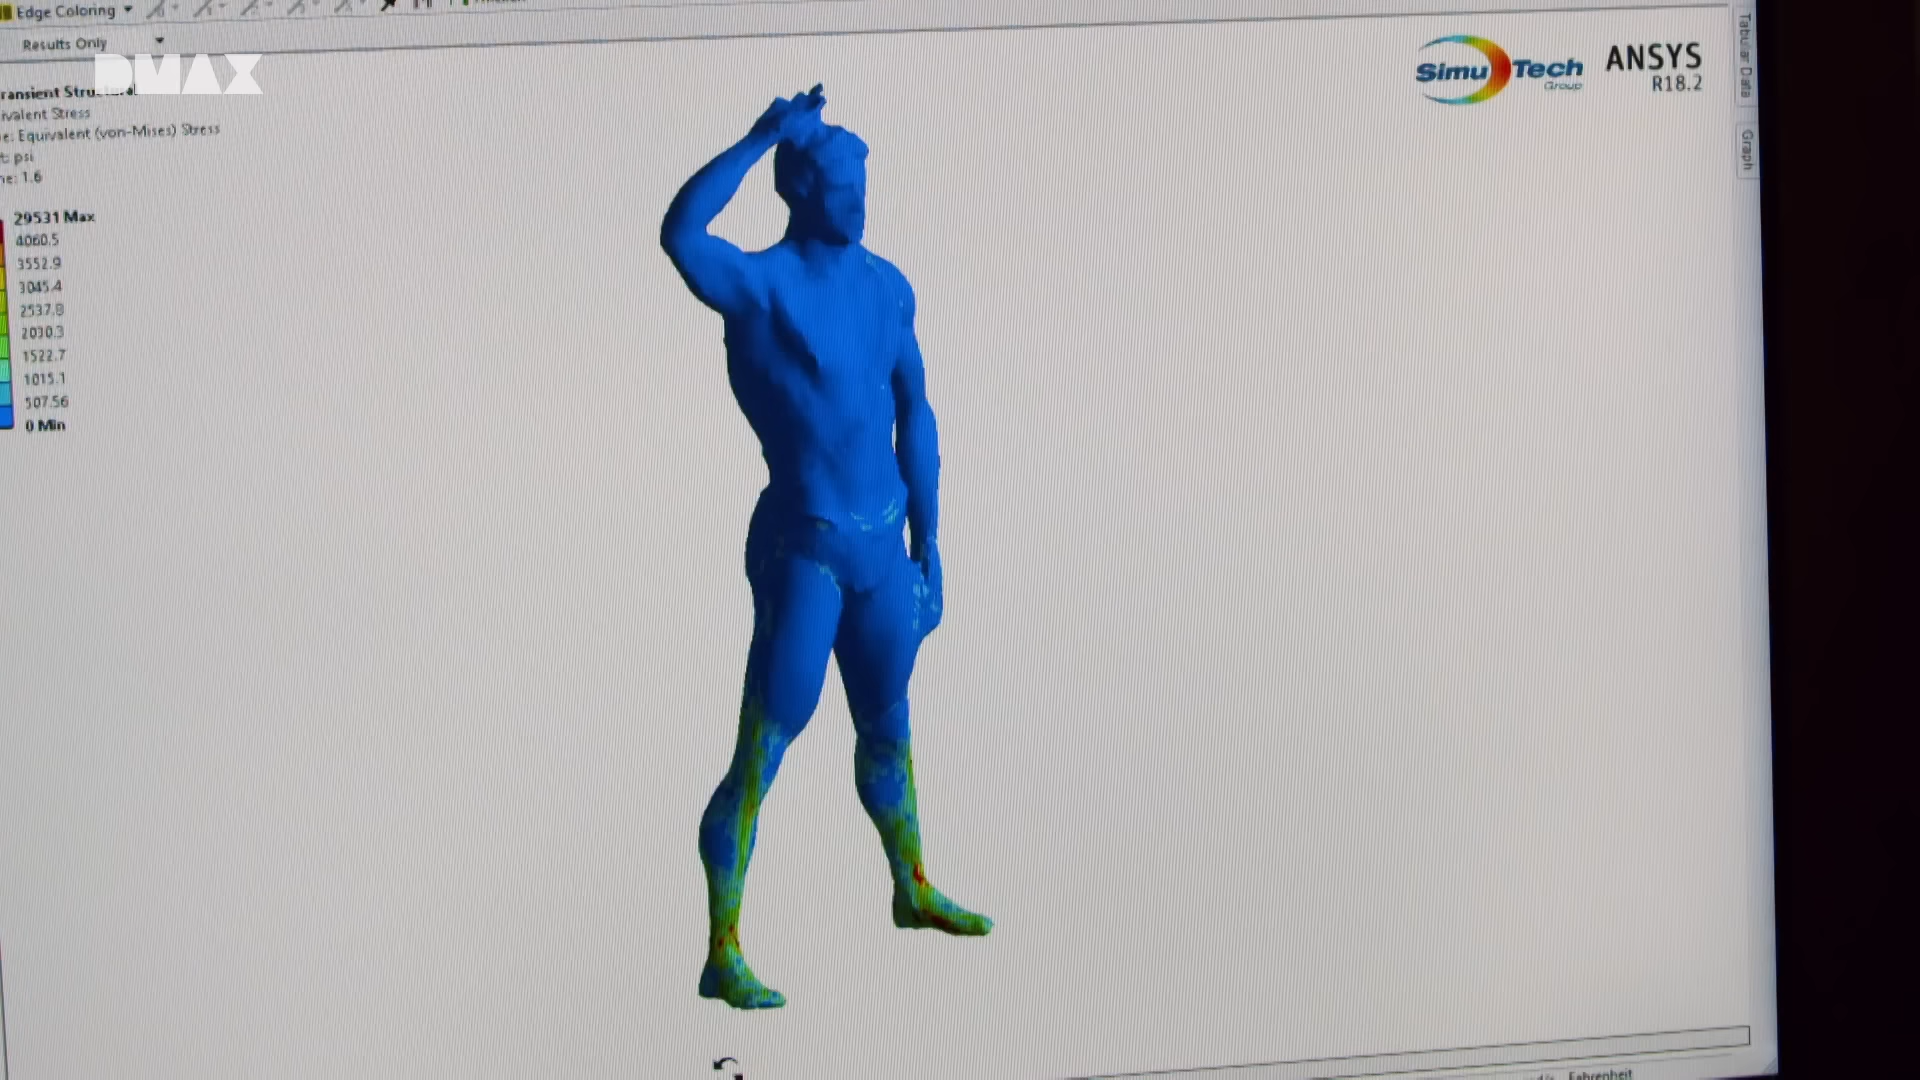 Edge Coloring
Results Only
DMAX
ransient Stru
ivalent Stress
e: Equivalent (von-Mises) Stress
t: psi
ne: 1.6
29531 Max
4060.5
3552.9
3045.4
2537.8
2030.3
1522.7
1015.1
507.56
0 Min
SimuTech
Group
ANSYS
R18.2
Tabular Data
Graph
Fahrenheit